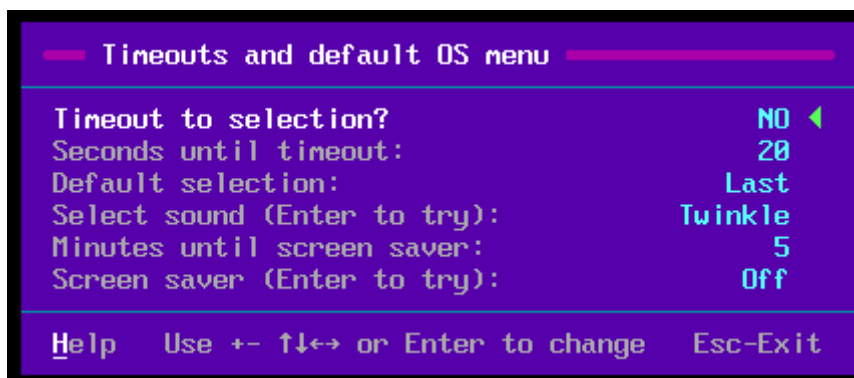 Timeouts and default OS menu
Timeout to selection? NO
Seconds until timeout: 20
Default selection: Last
Select sound (Enter to try): Twinkle
Minutes until screen saver: 5
Screen saver (Enter to try): Off
Help Use +- ↑↓←→ or Enter to change Esc-Exit